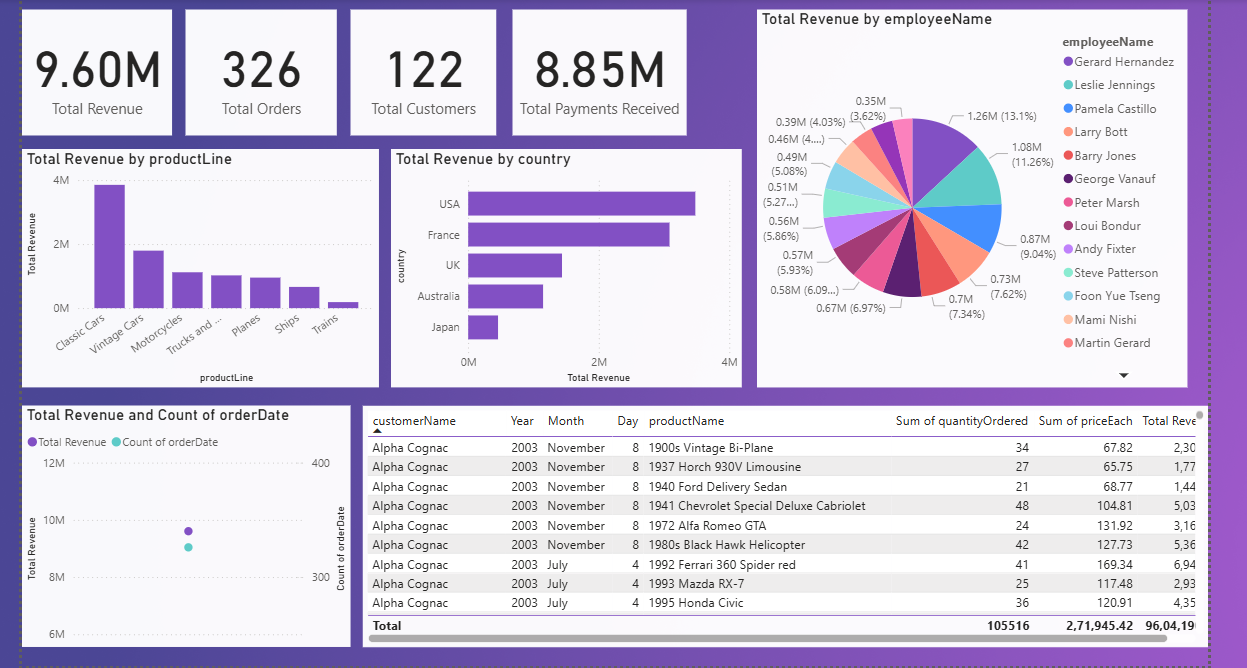 9.60M
Total Revenue
326
Total Orders
122
Total Customers
8.85M
Total Payments Received
Total Revenue by productLine
4M
2M
0M
Total Revenue
Classic Cars
Vintage Cars
Motorcycles
Trucks and ...
Planes
Ships
Trains
productLine
Total Revenue by country
country
USA
France
UK
Australia
Japan
0M
2M
4M
Total Revenue
Total Revenue by employeeName
1.26M (13.1%)
1.08M
(11.26%)
0.87M
(9.04%)
0.73M
(7.62%)
0.7M
(7.34%)
0.67M (6.97%)
0.58M (6.09...)
0.57M
(5.93%)
0.56M
(5.86%)
0.51M
(5.27...)
0.49M
(5.08%)
0.46M (4....)
0.39M (4.03%)
0.35M
(3.62%)
employeeName
Gerard Hernandez
Leslie Jennings
Pamela Castillo
Larry Bott
Barry Jones
George Vanauf
Peter Marsh
Loui Bondur
Andy Fixter
Steve Patterson
Foon Yue Tseng
Mami Nishi
Martin Gerard
Total Revenue and Count of orderDate
Total Revenue Count of orderDate
12M
10M
8M
6M
Total Revenue
400
300
Count of orderDate
customerName Year Month Day productName Sum of quantityOrdered Sum of priceEach Total Reve
Alpha Cognac 2003 November 8 1900s Vintage Bi-Plane 34 67.82 2,30
Alpha Cognac 2003 November 8 1937 Horch 930V Limousine 27 65.75 1,77
Alpha Cognac 2003 November 8 1940 Ford Delivery Sedan 21 68.77 1,44
Alpha Cognac 2003 November 8 1941 Chevrolet Special Deluxe Cabriolet 48 104.81 5,03
Alpha Cognac 2003 November 8 1972 Alfa Romeo GTA 24 131.92 3,16
Alpha Cognac 2003 November 8 1980s Black Hawk Helicopter 42 127.73 5,36
Alpha Cognac 2003 July 4 1992 Ferrari 360 Spider red 41 169.34 6,94
Alpha Cognac 2003 July 4 1993 Mazda RX-7 25 117.48 2,93
Alpha Cognac 2003 July 4 1995 Honda Civic 36 120.91 4,35
Total 105516 2,71,945.42 96,04,19